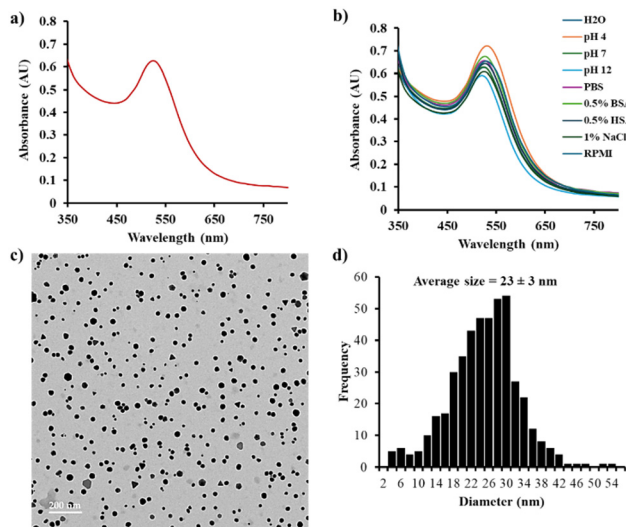 a)
0.8
0.7
0.6
0.5
0.4
0.3
0.2
0.1
0
Absorbance (AU)
350 450 550 650 750
Wavelength (nm)
b)
0.8
0.7
0.6
0.5
0.4
0.3
0.2
0.1
0
Absorbance (AU)
350 450 550 650 750
Wavelength (nm)
H2O
pH 4
pH 7
pH 12
PBS
0.5% BSA
0.5% HSA
1% NaCl
RPMI
c)
200 nm
d)
Average size = 23 ± 3 nm
60
50
40
30
20
10
0
Frequency
2 6 10 14 18 22 26 30 34 38 42 46 50 54
Diameter (nm)